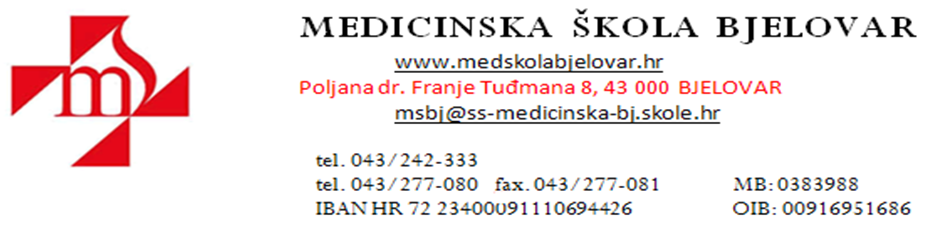 MEDICINSKA ŠKOLA BJELOVAR
www.medskolabjelovar.hr
Poljana dr. Franje Tuđmana 8, 43 000 BJELOVAR
msbj@ss-medicinska-bj.skole.hr
m
tel. 043/242-333
tel. 043/277-080 fax. 043/277-081 MB: 0383988
IBAN HR 72 23400091110694426 OIB: 00916951686